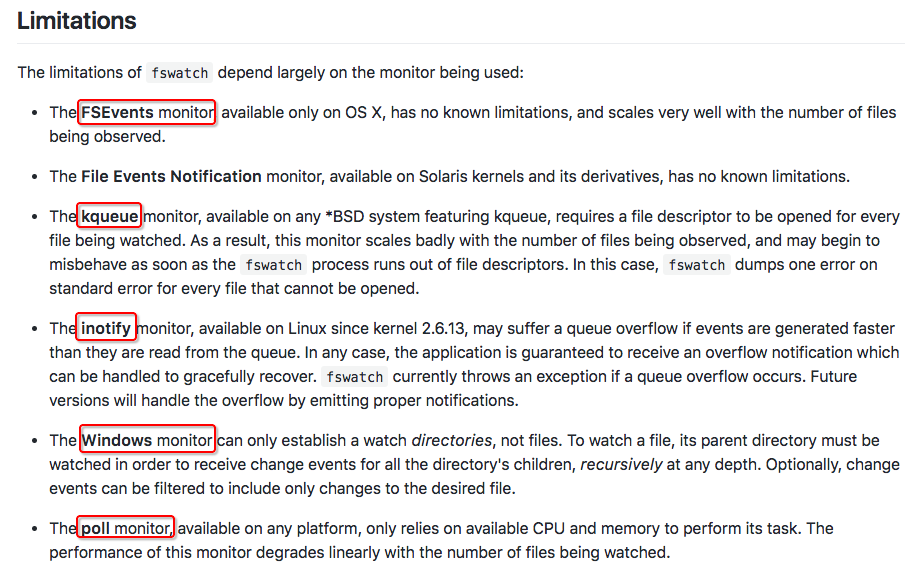 Limitations
The limitations of fswatch depend largely on the monitor being used:
• The FSEvents monitor, available only on OS X, has no known limitations, and scales very well with the number of files
being observed.
• The File Events Notification monitor, available on Solaris kernels and its derivatives, has no known limitations.
• The kqueue monitor, available on any *BSD system featuring kqueue, requires a file descriptor to be opened for every
file being watched. As a result, this monitor scales badly with the number of files being observed, and may begin to
misbehave as soon as the fswatch process runs out of file descriptors. In this case, fswatch dumps one error on
standard error for every file that cannot be opened.
• The inotify monitor, available on Linux since kernel 2.6.13, may suffer a queue overflow if events are generated faster
than they are read from the queue. In any case, the application is guaranteed to receive an overflow notification which
can be handled to gracefully recover. fswatch currently throws an exception if a queue overflow occurs. Future
versions will handle the overflow by emitting proper notifications.
• The Windows monitor can only establish a watch directories, not files. To watch a file, its parent directory must be
watched in order to receive change events for all the directory's children, recursively at any depth. Optionally, change
events can be filtered to include only changes to the desired file.
• The poll monitor, available on any platform, only relies on available CPU and memory to perform its task. The
performance of this monitor degrades linearly with the number of files being watched.